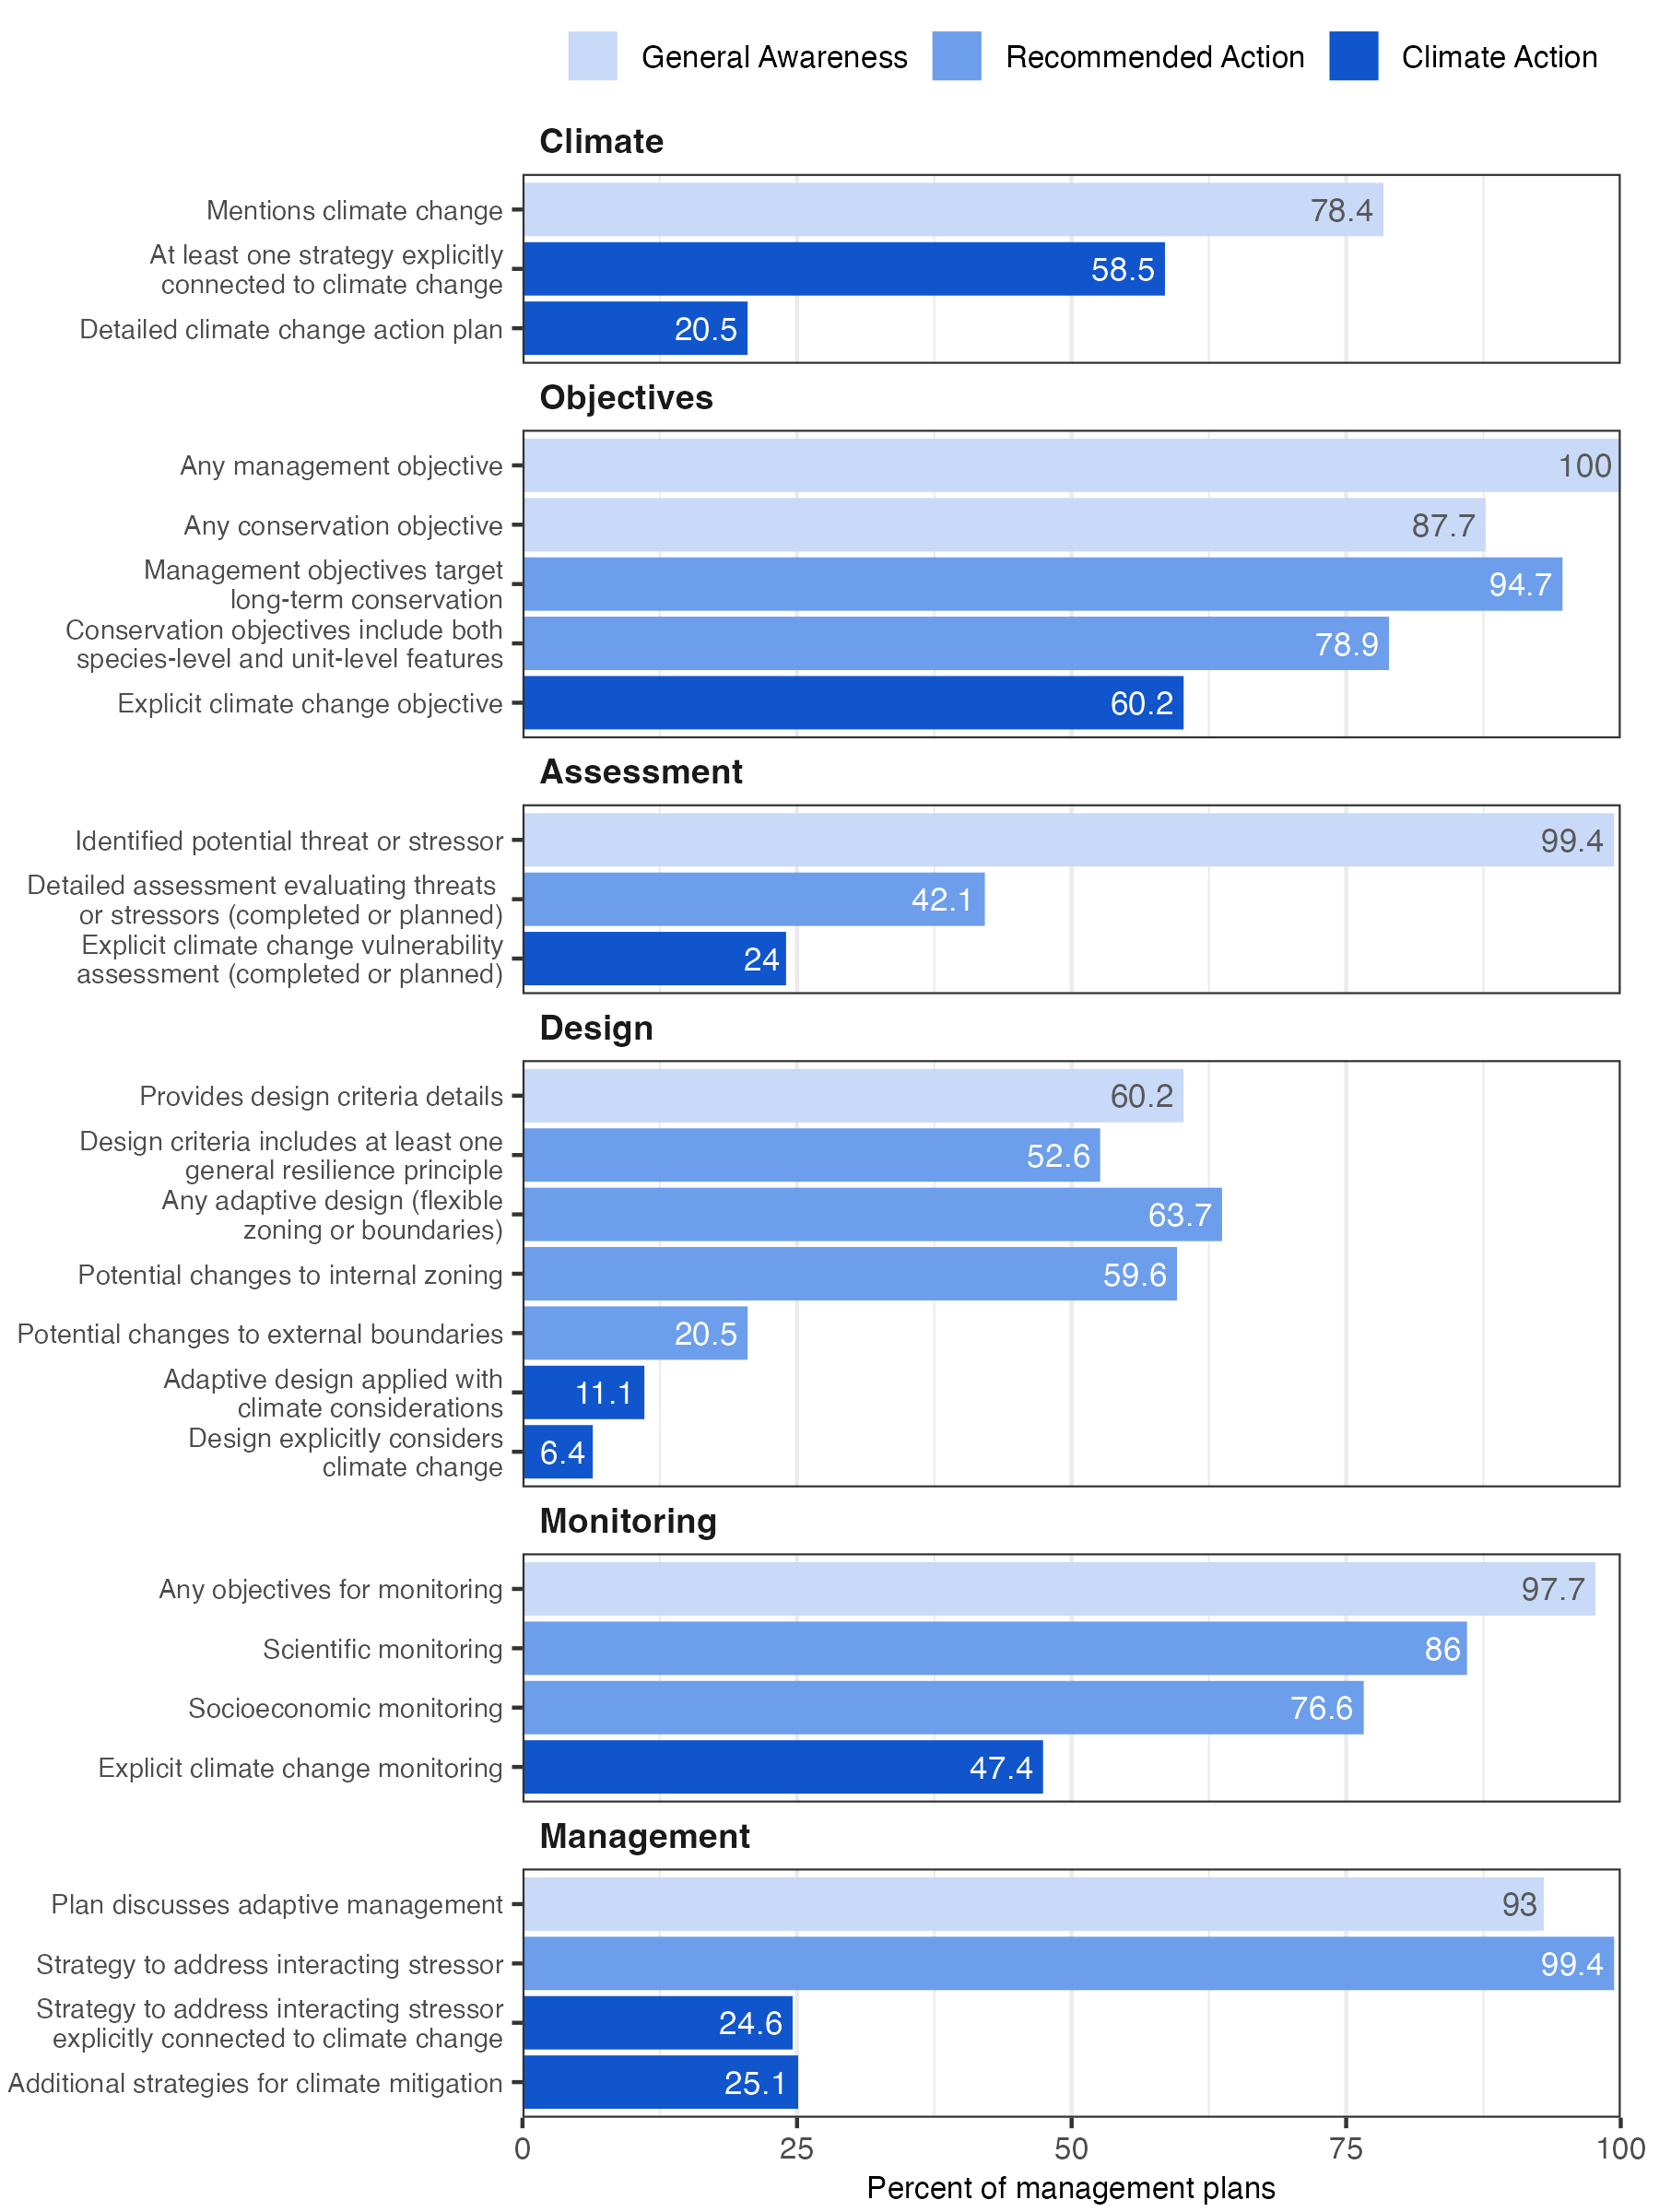 General Awareness Recommended Action Climate Action
Climate
Mentions climate change 78.4
At least one strategy explicitly
connected to climate change 58.5
Detailed climate change action plan 20.5
Objectives
Any management objective 100
Any conservation objective 87.7
Management objectives target
long-term conservation 94.7
Conservation objectives include both
species-level and unit-level features 78.9
Explicit climate change objective 60.2
Assessment
Identified potential threat or stressor 99.4
Detailed assessment evaluating threats
or stressors (completed or planned) 42.1
Explicit climate change vulnerability
assessment (completed or planned) 24
Design
Provides design criteria details 60.2
Design criteria includes at least one
general resilience principle 52.6
Any adaptive design (flexible
zoning or boundaries) 63.7
Potential changes to internal zoning 59.6
Potential changes to external boundaries 20.5
Adaptive design applied with
climate considerations 11.1
Design explicitly considers
climate change 6.4
Monitoring
Any objectives for monitoring 97.7
Scientific monitoring 86
Socioeconomic monitoring 76.6
Explicit climate change monitoring 47.4
Management
Plan discusses adaptive management 93
Strategy to address interacting stressor 99.4
Strategy to address interacting stressor
explicitly connected to climate change 24.6
Additional strategies for climate mitigation 25.1
0 25 50 75 100
Percent of management plans